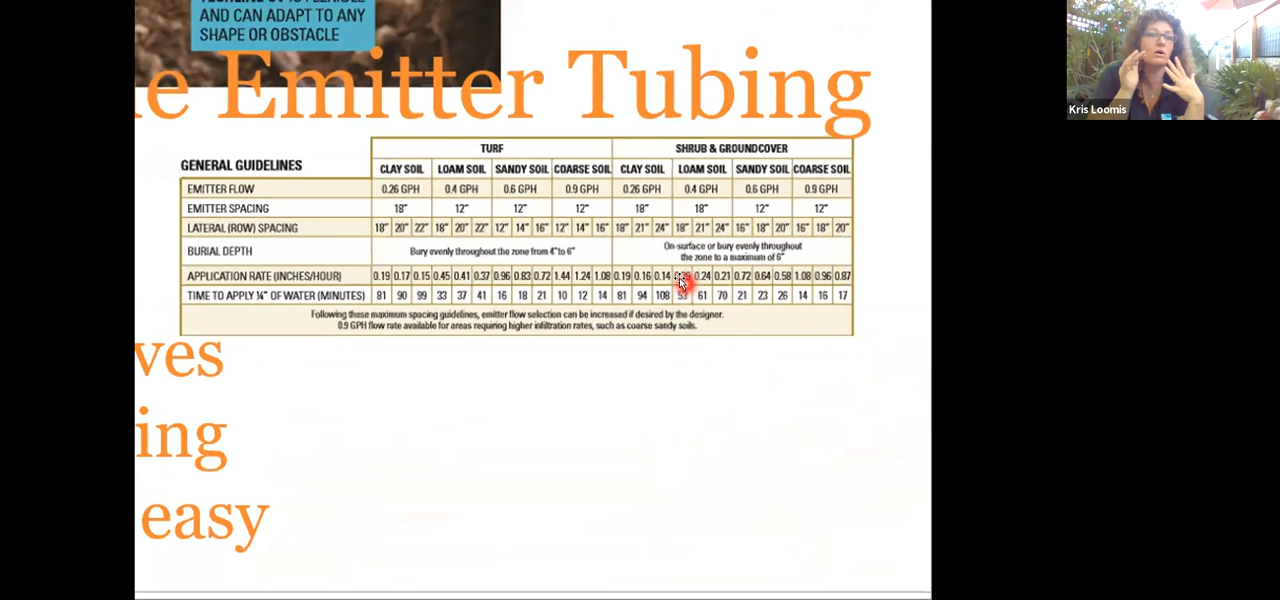 AND CAN ADAPT TO ANY
SHAPE OR OBSTACLE
e Emitter Tubing
Kris Loomis
TURF SHRUB & GROUNDCOVER
GENERAL GUIDELINES CLAY SOIL LOAM SOIL SANDY SOIL COARSE SOIL CLAY SOIL LOAM SOIL SANDY SOIL COARSE SOIL
EMITTER FLOW 0.26 GPH 0.4 GPH 0.6 GPH 0.9 GPH 0.26 GPH 0.4 GPH 0.6 GPH 0.9 GPH
EMITTER SPACING 18" 12" 12" 12" 18" 18" 12" 12"
LATERAL (ROW) SPACING 18" 20" 22" 18" 20" 22" 12" 14" 16" 12" 14" 16" 18" 21" 24" 18" 21" 24" 16" 18" 20" 16" 18" 20"
BURIAL DEPTH Bury evenly throughout the zone from 4" to 6" On-surface or bury evenly throughout
the zone to a maximum of 6"
APPLICATION RATE (INCHES/HOUR) 0.19 0.17 0.15 0.45 0.41 0.37 0.96 0.83 0.72 1.44 1.24 1.08 0.19 0.16 0.14 0.24 0.21 0.72 0.64 0.58 1.08 0.96 0.87
TIME TO APPLY ¼" OF WATER (MINUTES) 81 90 99 33 37 41 16 18 21 10 12 14 81 94 108 53 61 70 21 23 26 14 16 17
Following these maximum spacing guidelines, emitter flow selection can be increased if desired by the designer.
0.9 GPH flow rate available for areas requiring higher infiltration rates, such as coarse sandy soils.
ves
ing
easy